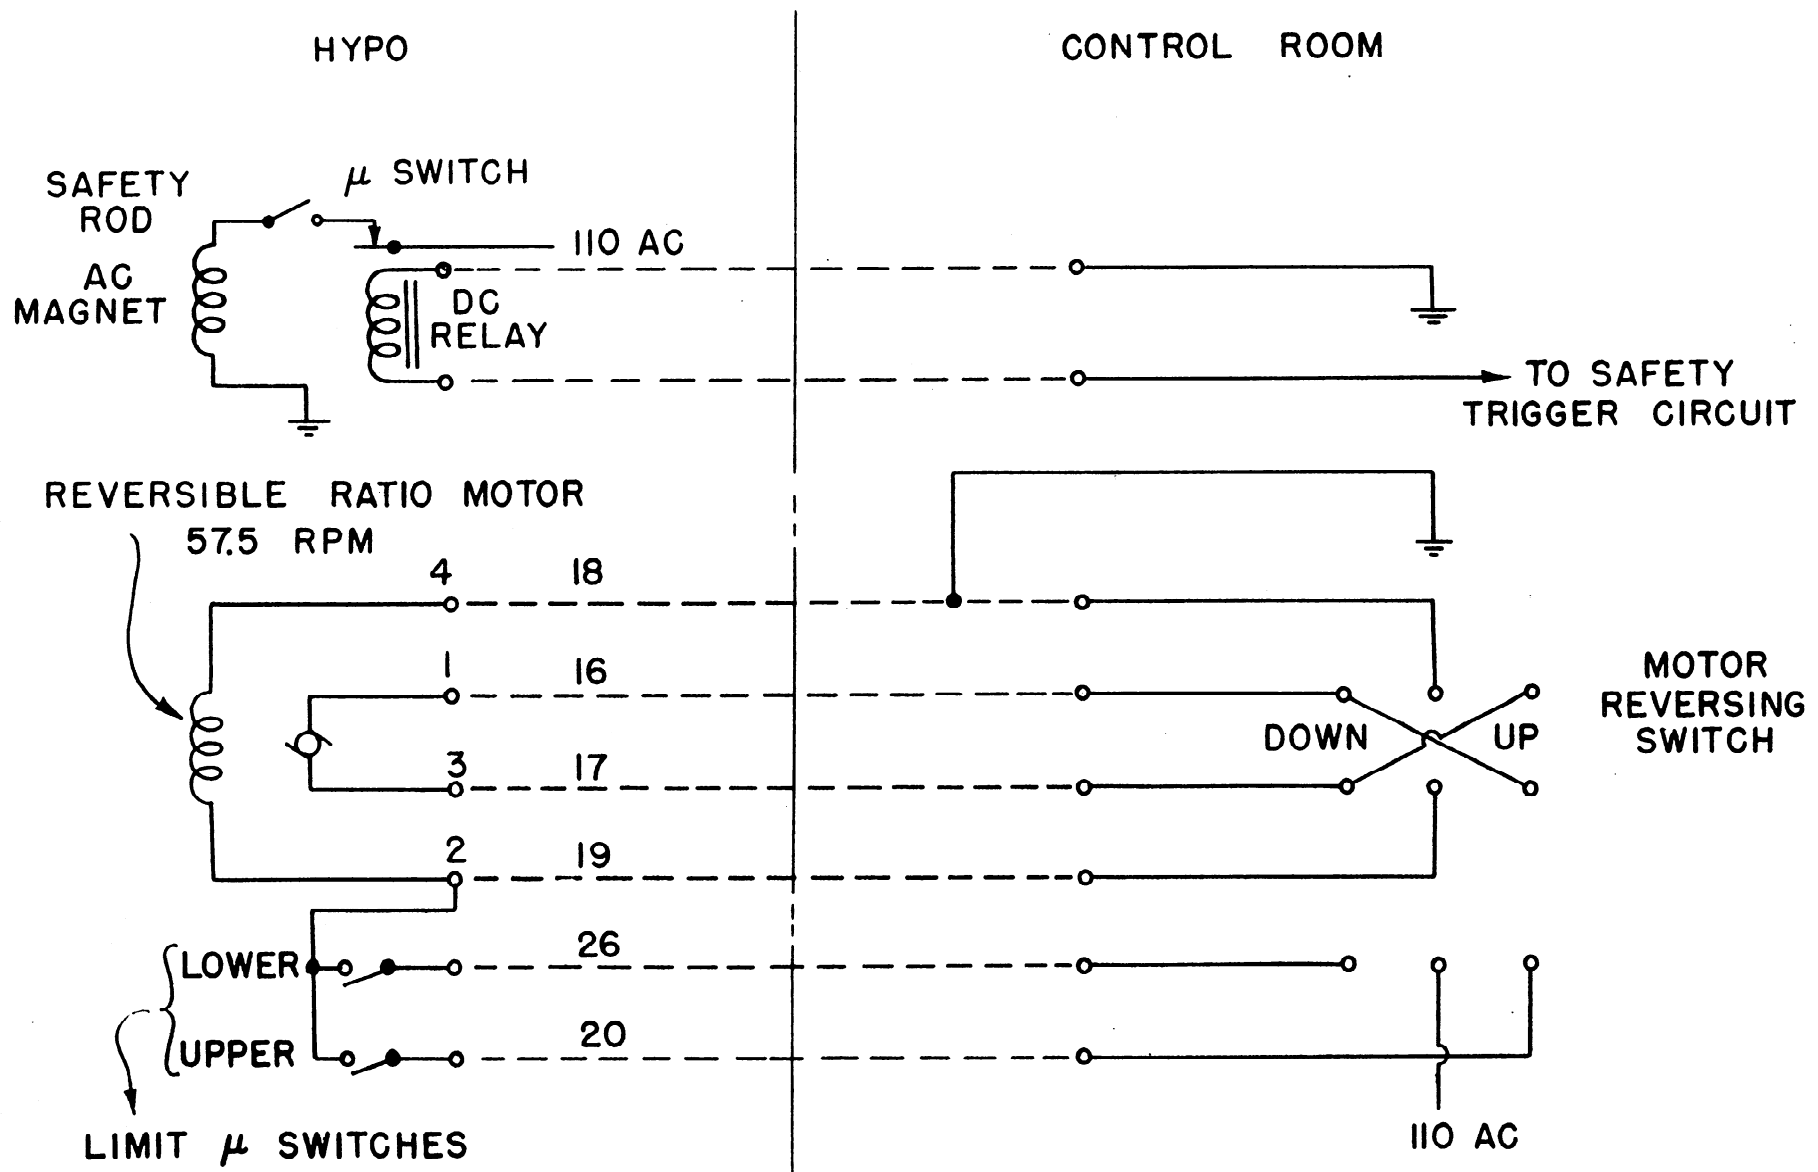 HYPO
CONTROL ROOM
SAFETY
ROD
μ SWITCH
110 AC
AC
MAGNET
DC
RELAY
TO SAFETY
TRIGGER CIRCUIT
REVERSIBLE RATIO MOTOR
57.5 RPM
4
18
1
16
MOTOR
REVERSING
SWITCH
DOWN
UP
3
17
2
19
LOWER
26
UPPER
20
LIMIT μ SWITCHES
110 AC